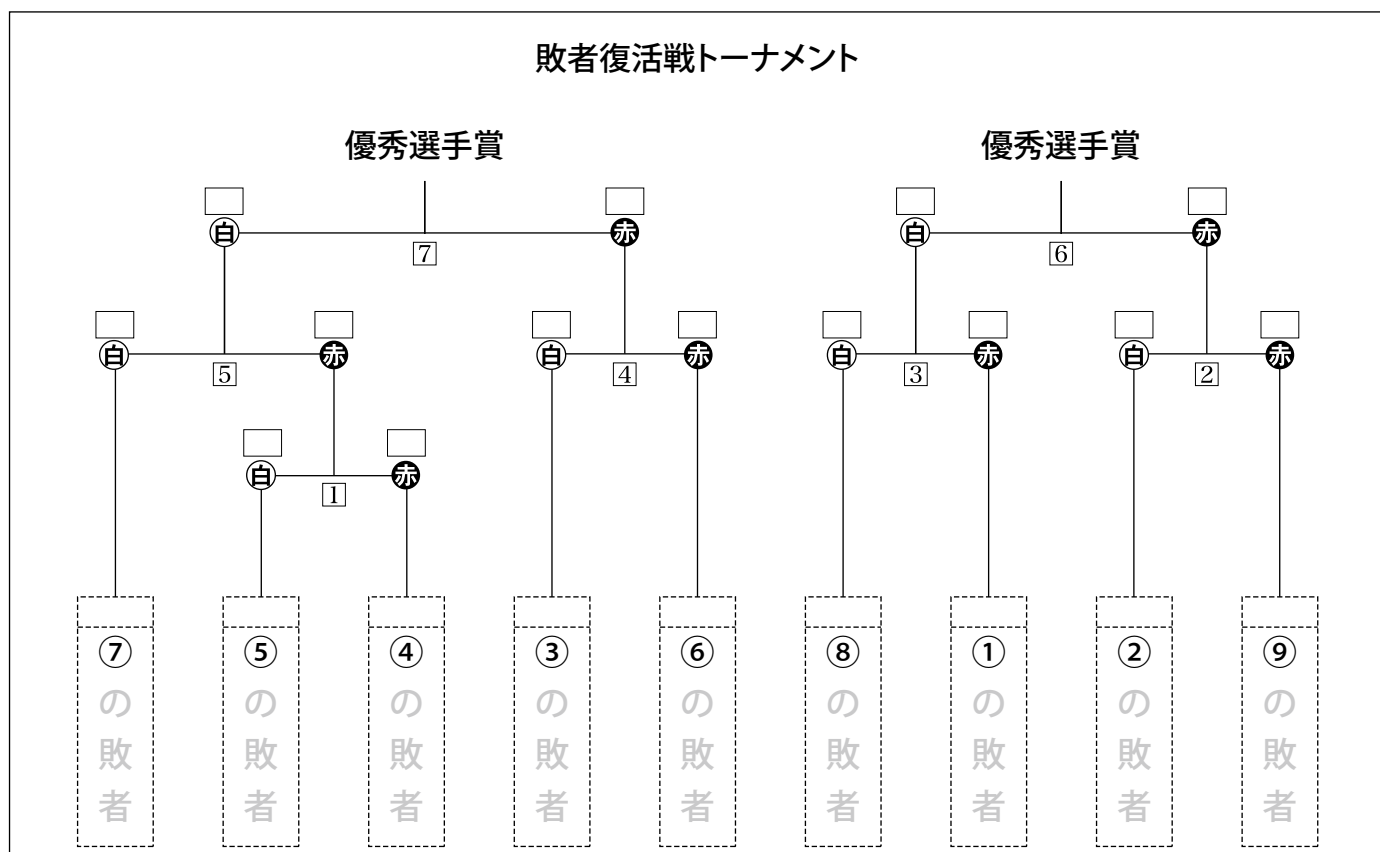 敗者復活戦トーナメント
優秀選手賞 優秀選手賞
白 赤 白 赤
7 6
白 赤 白 赤 白 赤 白 赤
5 4 3 2
白 赤
1
⑦の敗者
⑤の敗者
④の敗者
③の敗者
⑥の敗者
⑧の敗者
①の敗者
②の敗者
⑨の敗者